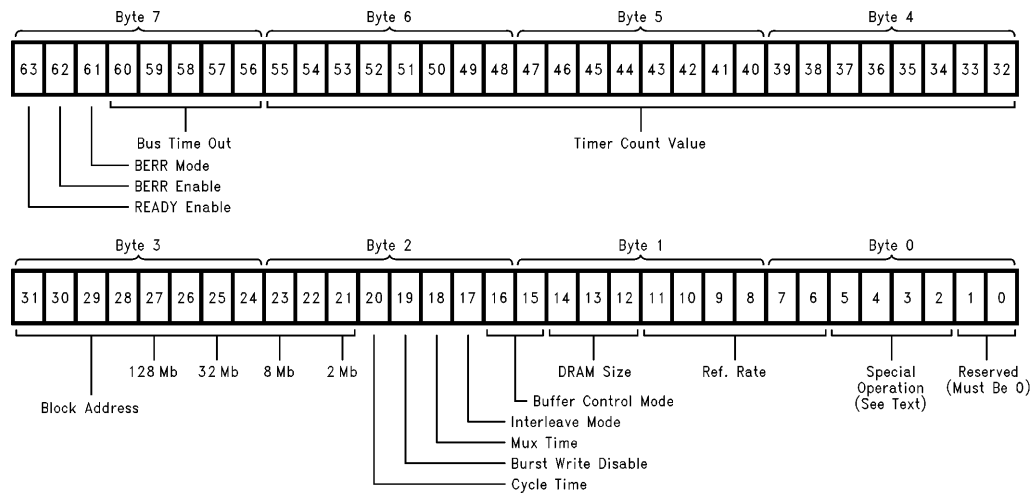 Byte 7 Byte 6 Byte 5 Byte 4
63 62 61 60 59 58 57 56 55 54 53 52 51 50 49 48 47 46 45 44 43 42 41 40 39 38 37 36 35 34 33 32
Bus Time Out Timer Count Value
BERR Mode
BERR Enable
READY Enable
Byte 3 Byte 2 Byte 1 Byte 0
31 30 29 28 27 26 25 24 23 22 21 20 19 18 17 16 15 14 13 12 11 10 9 8 7 6 5 4 3 2 1 0
128 Mb 32 Mb 8 Mb 2 Mb DRAM Size Ref. Rate Special Reserved
Operation (Must Be 0)
(See Text)
Block Address Buffer Control Mode
Interleave Mode
Mux Time
Burst Write Disable
Cycle Time